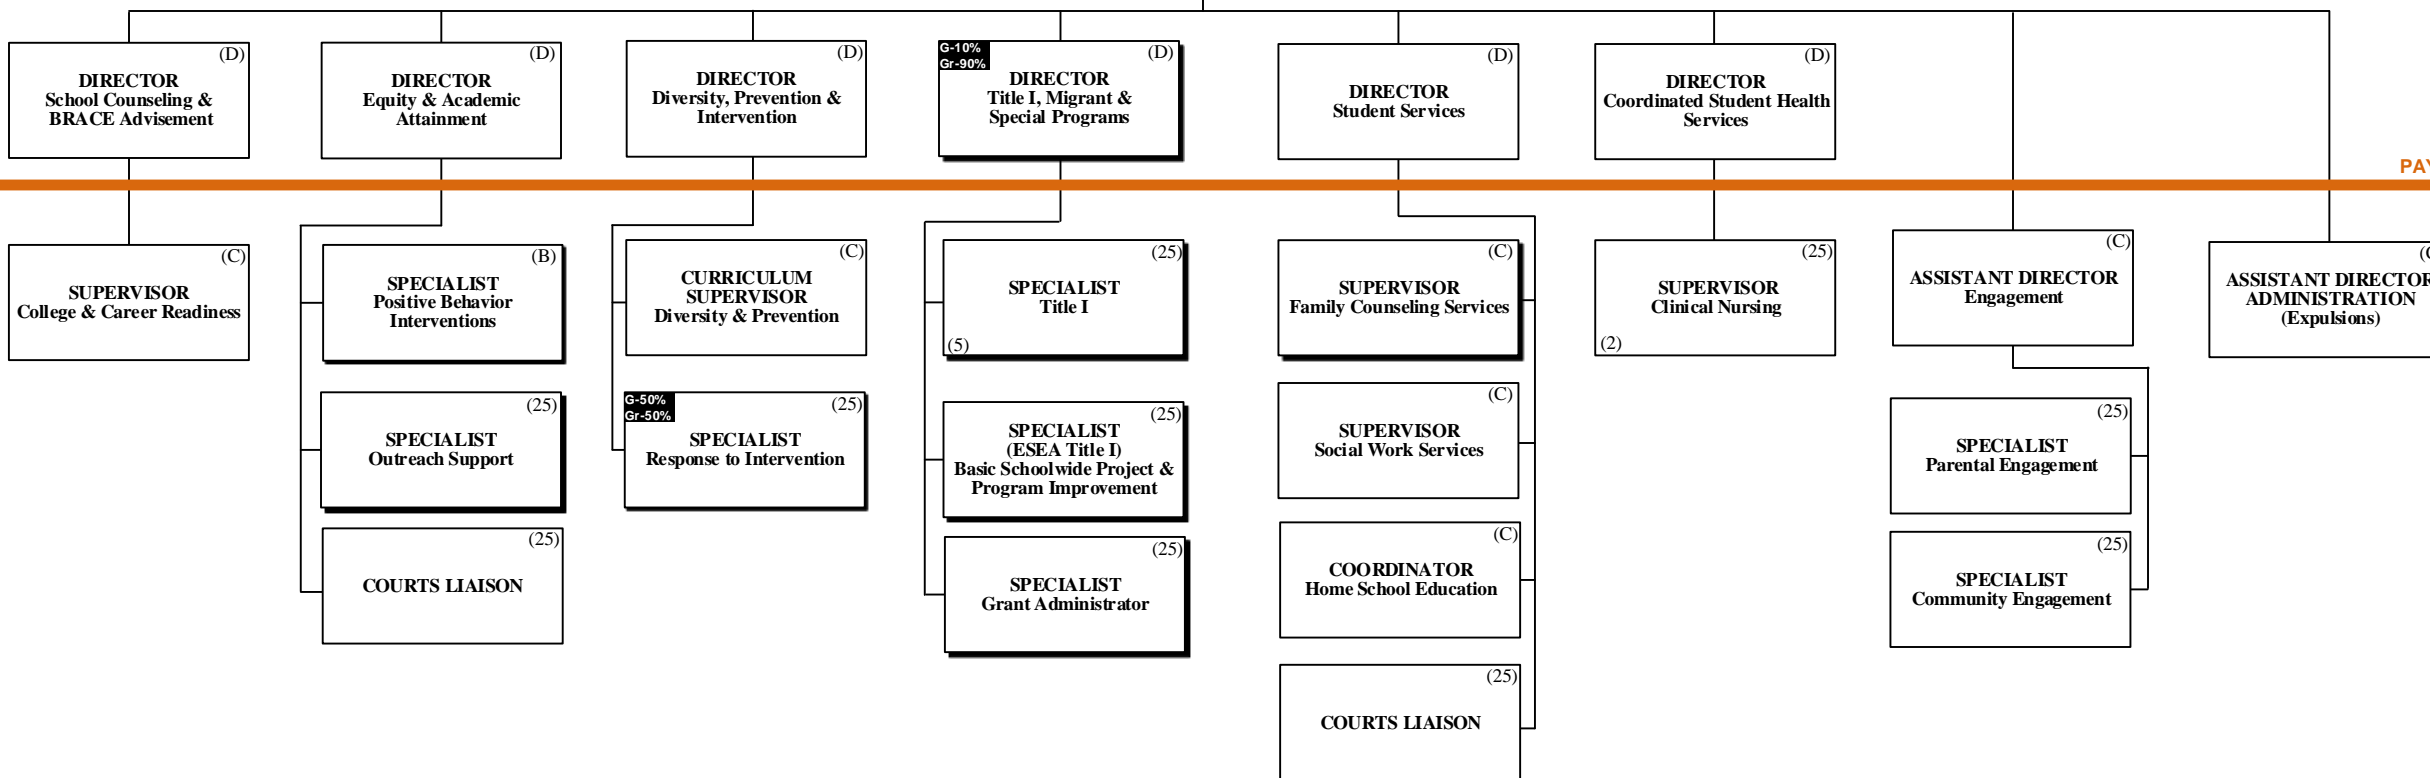 (D)
DIRECTOR
School Counseling &
BRACE Advisement
(D)
DIRECTOR
Equity & Academic
Attainment
(D)
DIRECTOR
Diversity, Prevention &
Intervention
G-10%
Gr-90%
(D)
DIRECTOR
Title I, Migrant &
Special Programs
(D)
DIRECTOR
Student Services
(D)
DIRECTOR
Coordinated Student Health
Services
PAY
(C)
SUPERVISOR
College & Career Readiness
(B)
SPECIALIST
Positive Behavior
Interventions
(25)
SPECIALIST
Outreach Support
(25)
COURTS LIAISON
(C)
CURRICULUM
SUPERVISOR
Diversity & Prevention
G-50%
Gr-50%
(25)
SPECIALIST
Response to Intervention
(25)
SPECIALIST
Title I
(5)
(25)
SPECIALIST
(ESEA Title I)
Basic Schoolwide Project &
Program Improvement
(25)
SPECIALIST
Grant Administrator
(C)
SUPERVISOR
Family Counseling Services
(C)
SUPERVISOR
Social Work Services
(C)
COORDINATOR
Home School Education
(25)
COURTS LIAISON
(25)
SUPERVISOR
Clinical Nursing
(2)
(C)
ASSISTANT DIRECTOR
Engagement
(25)
SPECIALIST
Parental Engagement
(25)
SPECIALIST
Community Engagement
ASSISTANT DIRECTOR
ADMINISTRATION
(Expulsions)